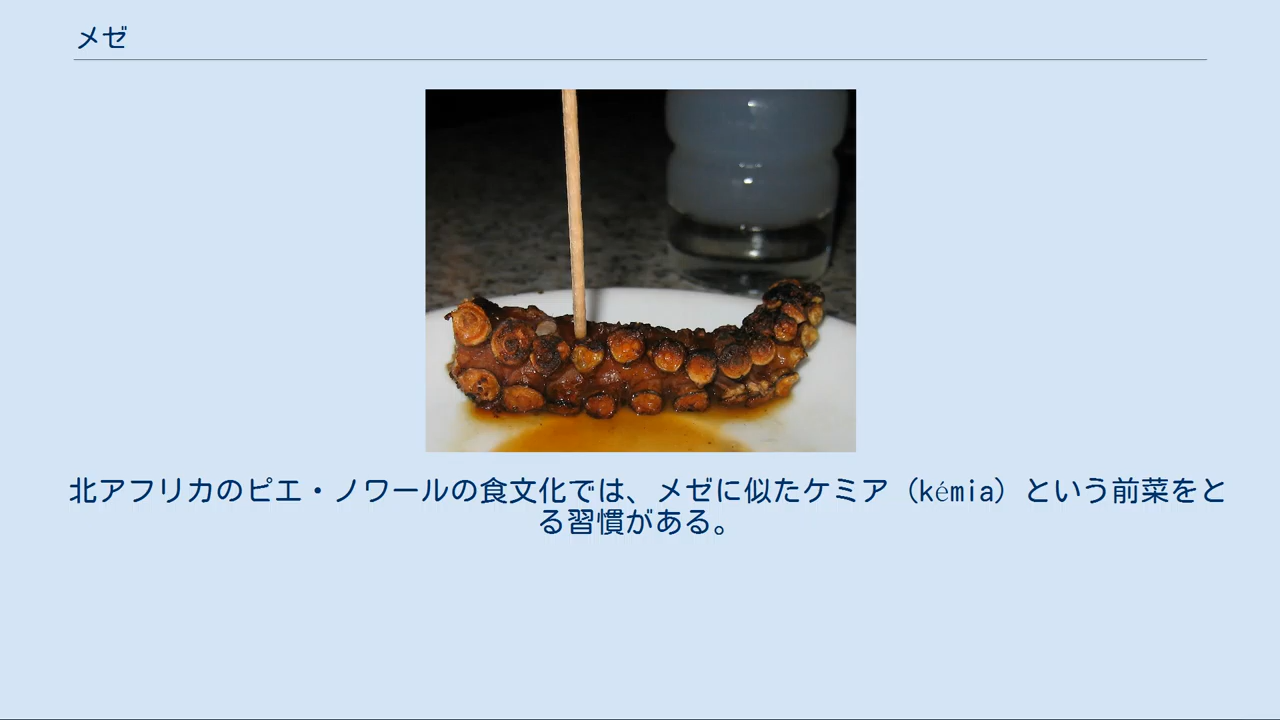 メゼ
北アフリカのピエ・ノワールの食文化では、メゼに似たケミア（kémia）という前菜をと
る習慣がある。